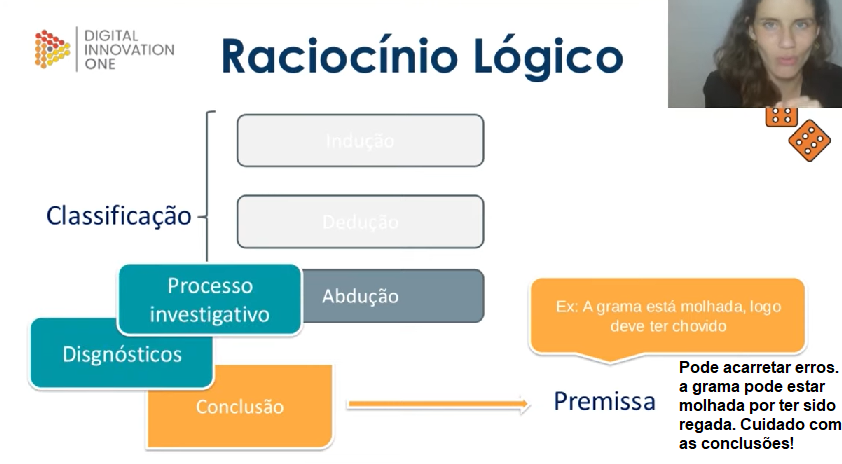 DIGITAL
INNOVATION
ONE
Raciocínio Lógico
Indução
Classificação
Dedução
Processo
investigativo
Abdução
Ex: A grama está molhada, logo
deve ter chovido
Disgnósticos
Conclusão
Premissa
Pode acarretar erros.
a grama pode estar
molhada por ter sido
regada. Cuidado com
as conclusões!